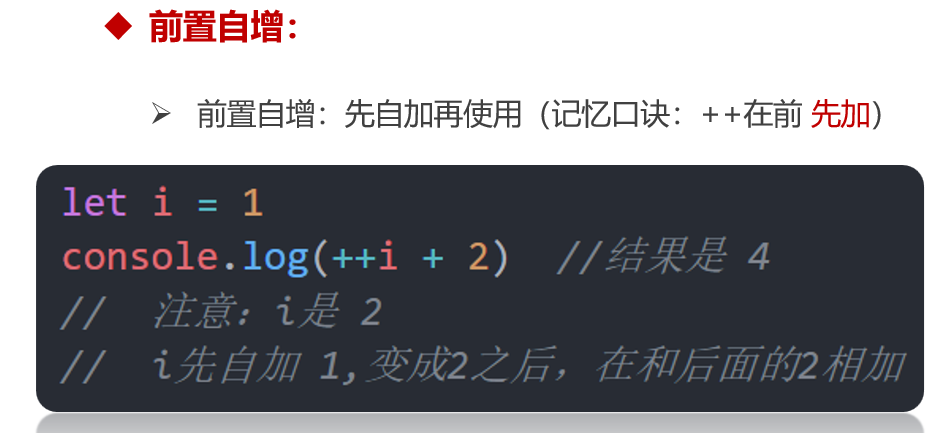 前置自增：
前置自增：先自加再使用（记忆口诀：++在前 先加）
let i = 1
console.log(++i + 2)  //结果是 4
//  注意：i是 2
//  i先自加 1,变成2之后，在和后面的2相加